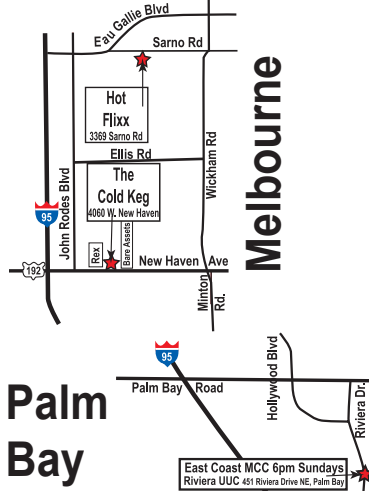 Eau Gallie Blvd
Sarno Rd
Hot
Flixx
3369 Sarno Rd
Ellis Rd
The
Cold Keg
4060 W. New Haven
John Rodes Blvd
Wickham Rd
Melbourne
95
Rex
Bare Assets
New Haven Ave
192
Minton
Rd.
95
Hollywood Blvd
Palm Bay Road
Riviera Dr.
Palm
Bay
East Coast MCC 6pm Sundays
Riviera UUC 451 Riviera Drive NE, Palm Bay